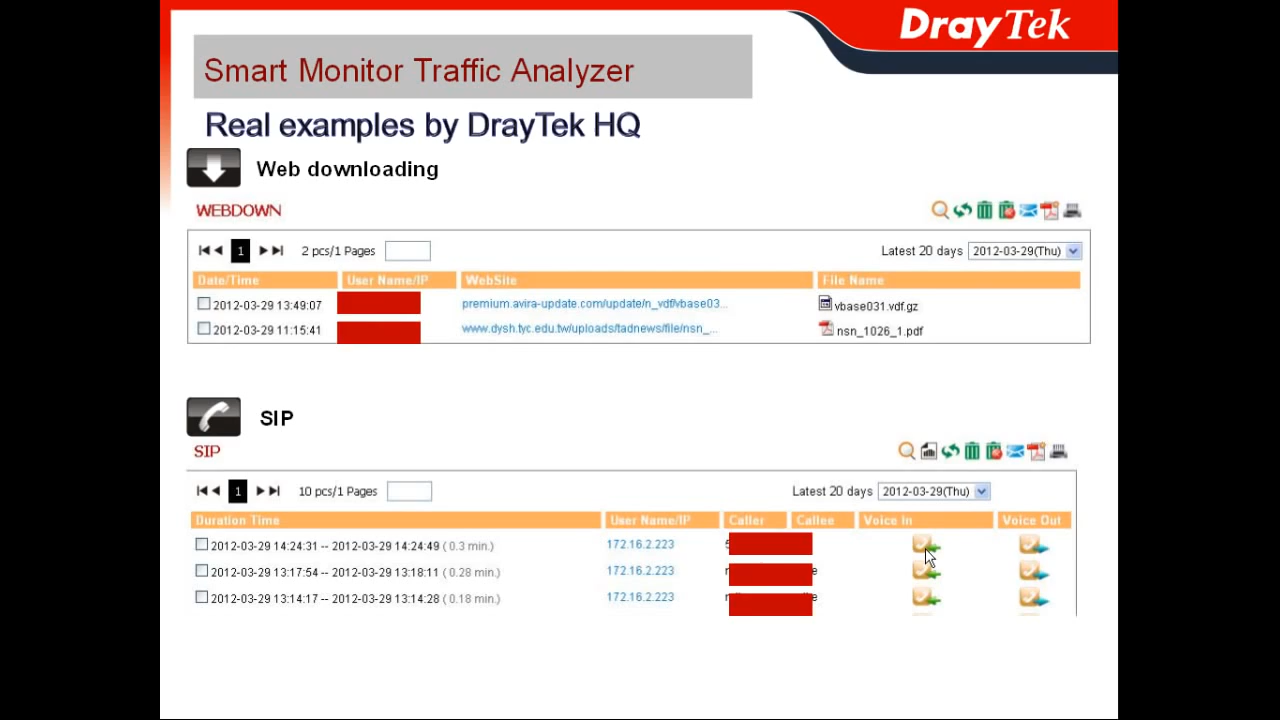 DrayTek
Smart Monitor Traffic Analyzer
Real examples by DrayTek HQ
Web downloading
WEBDOWN
1 2 pcs/1 Pages Latest 20 days 2012-03-29(Thu)
Date/Time User Name/IP WebSite File Name
2012-03-29 13:49:07 premium.avira-update.com/update/n_vdf/vbase03... vbase031.vdf.gz
2012-03-29 11:15:41 www.dysh.tyc.edu.tw/uploads/tadnews/file/nsn_... nsn_1026_1.pdf
SIP
SIP
1 10 pcs/1 Pages Latest 20 days 2012-03-29(Thu)
Duration Time User Name/IP Caller Callee Voice In Voice Out
2012-03-29 14:24:31 -- 2012-03-29 14:24:49 ( 0.3 min.) 172.16.2.223
2012-03-29 13:17:54 -- 2012-03-29 13:18:11 ( 0.28 min.) 172.16.2.223
2012-03-29 13:14:17 -- 2012-03-29 13:14:28 ( 0.18 min.) 172.16.2.223